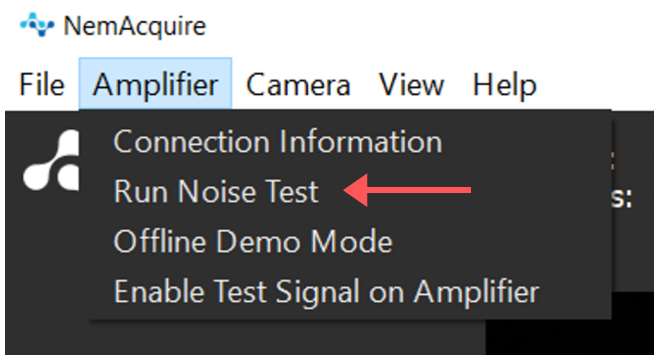 NemAcquire
File Amplifier Camera View Help
Connection Information
Run Noise Test
Offline Demo Mode
Enable Test Signal on Amplifier
s: